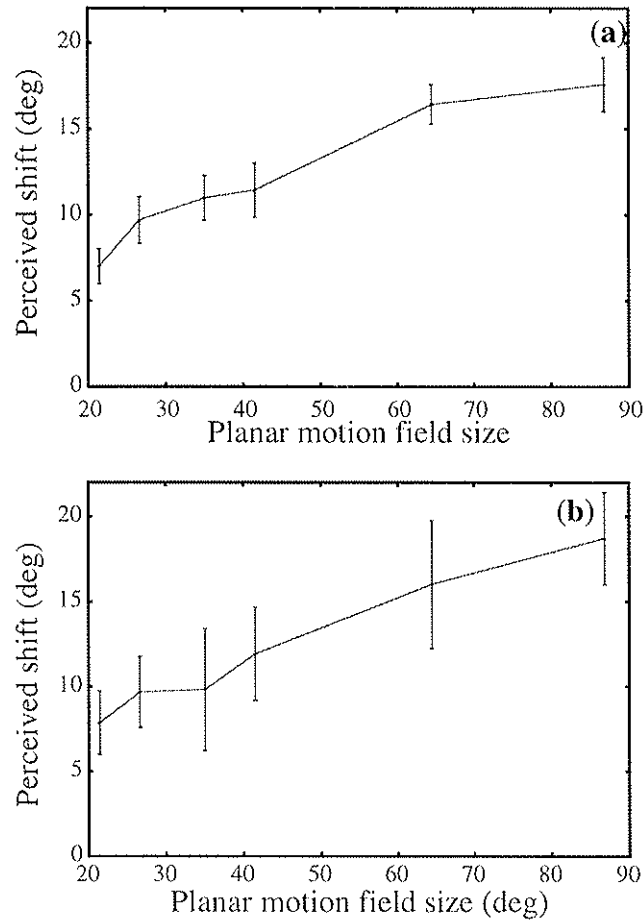 (a)
20
15
10
5
0
Perceived shift (deg)
20 30 40 50 60 70 80 90
Planar motion field size
(b)
20
15
10
5
0
Perceived shift (deg)
20 30 40 50 60 70 80 90
Planar motion field size (deg)